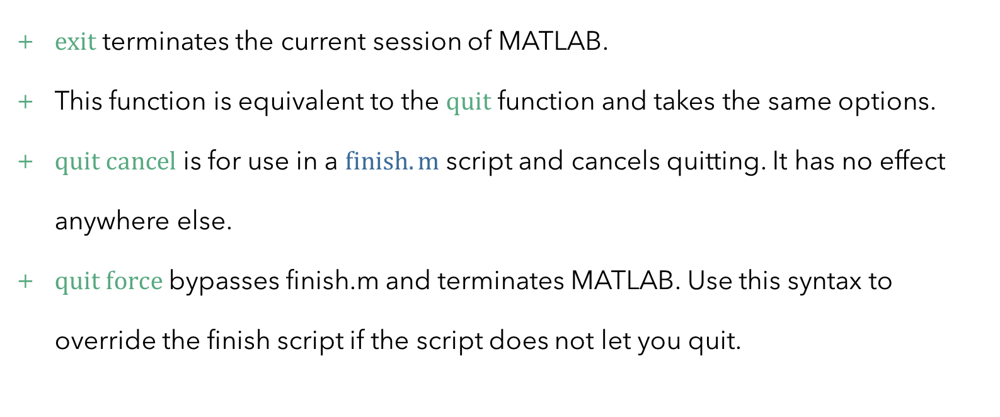 + exit terminates the current session of MATLAB.
+ This function is equivalent to the quit function and takes the same options.
+ quit cancel is for use in a finish.m script and cancels quitting. It has no effect
anywhere else.
+ quit force bypasses finish.m and terminates MATLAB. Use this syntax to
override the finish script if the script does not let you quit.